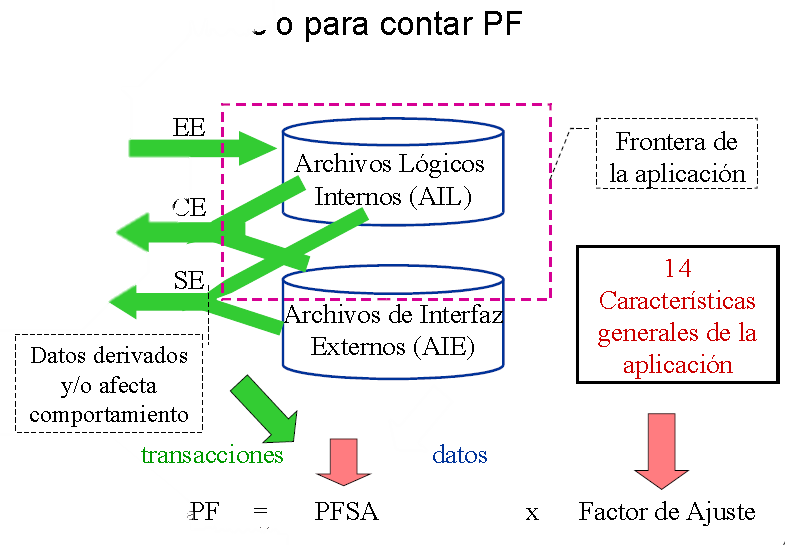 o para contar PF
EE
Archivos Lógicos
Internos (AIL)
Frontera de
la aplicación
CE
SE
Archivos de Interfaz
Externos (AIE)
14
Características
generales de la
aplicación
Datos derivados
y/o afecta
comportamiento
transacciones
datos
PF = PFSA x Factor de Ajuste